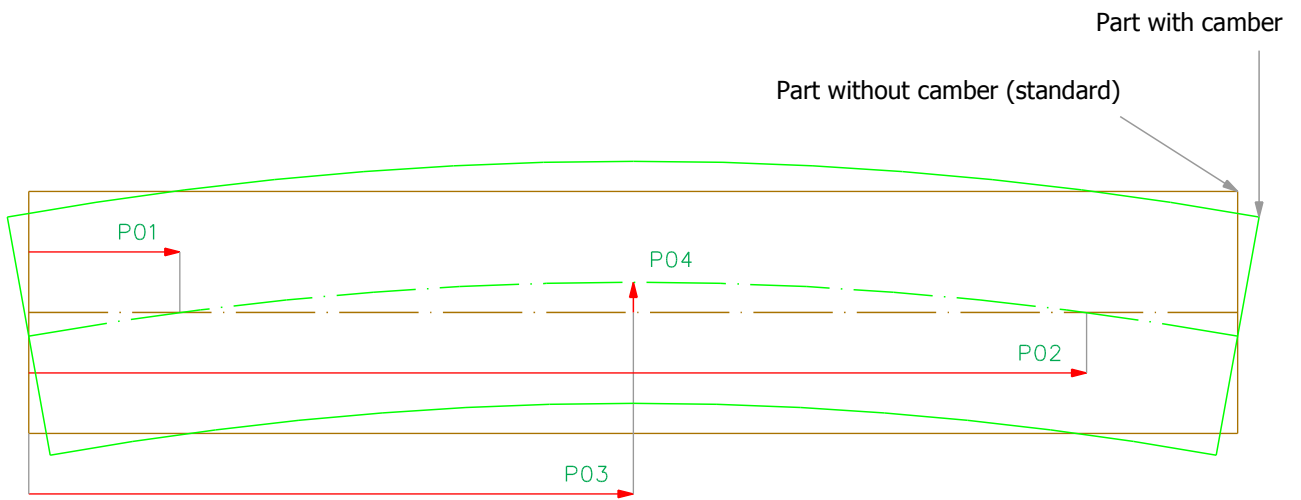 Part with camber
Part without camber (standard)
P01
P04
P02
P03